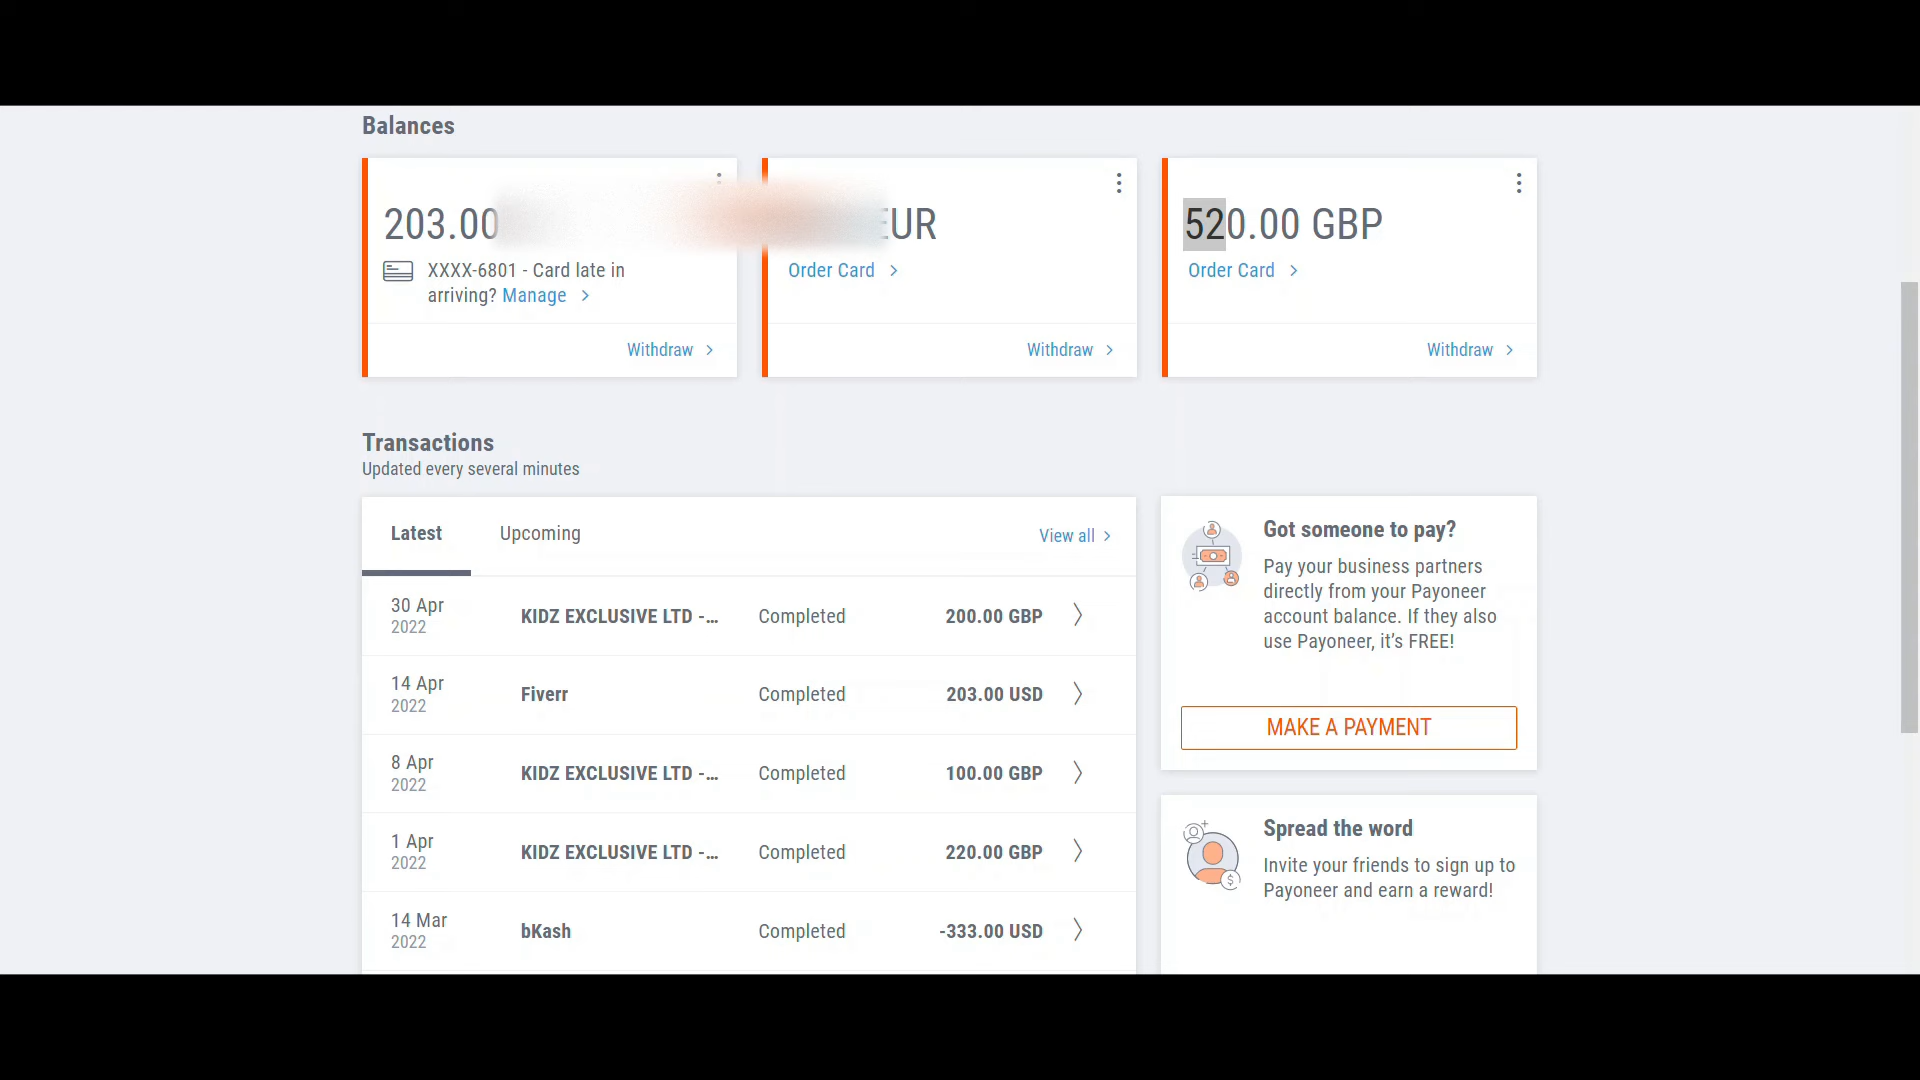 Balances
203.00
XXXX-6801 - Card late in
arriving? Manage
Withdraw
EUR
Order Card
Withdraw
520.00 GBP
Order Card
Withdraw
Transactions
Updated every several minutes
Latest
Upcoming
View all
30 Apr
2022
KIDZ EXCLUSIVE LTD -...
Completed
200.00 GBP
14 Apr
2022
Fiverr
Completed
203.00 USD
8 Apr
2022
KIDZ EXCLUSIVE LTD -...
Completed
100.00 GBP
1 Apr
2022
KIDZ EXCLUSIVE LTD -...
Completed
220.00 GBP
14 Mar
2022
bKash
Completed
-333.00 USD
Got someone to pay?
Pay your business partners
directly from your Payoneer
account balance. If they also
use Payoneer, it’s FREE!
MAKE A PAYMENT
Spread the word
Invite your friends to sign up to
Payoneer and earn a reward!